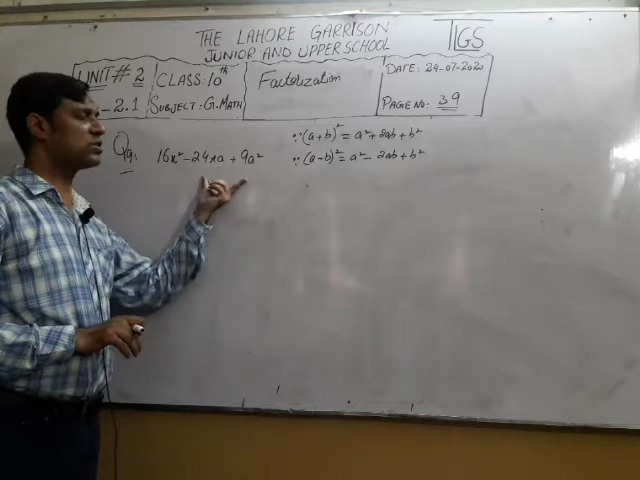 THE LAHORE GARRISON
JUNIOR AND UPPER SCHOOL
TLGS
UNIT # 2
2.1
CLASS: 10th
SUBJECT: G.MATH
Factorization
DATE: 24-07-2020
PAGE NO: 39
Q9: 16x² - 24xa + 9a²
∵ (a+b)² = a² + 2ab + b²
∵ (a-b)² = a² - 2ab + b²